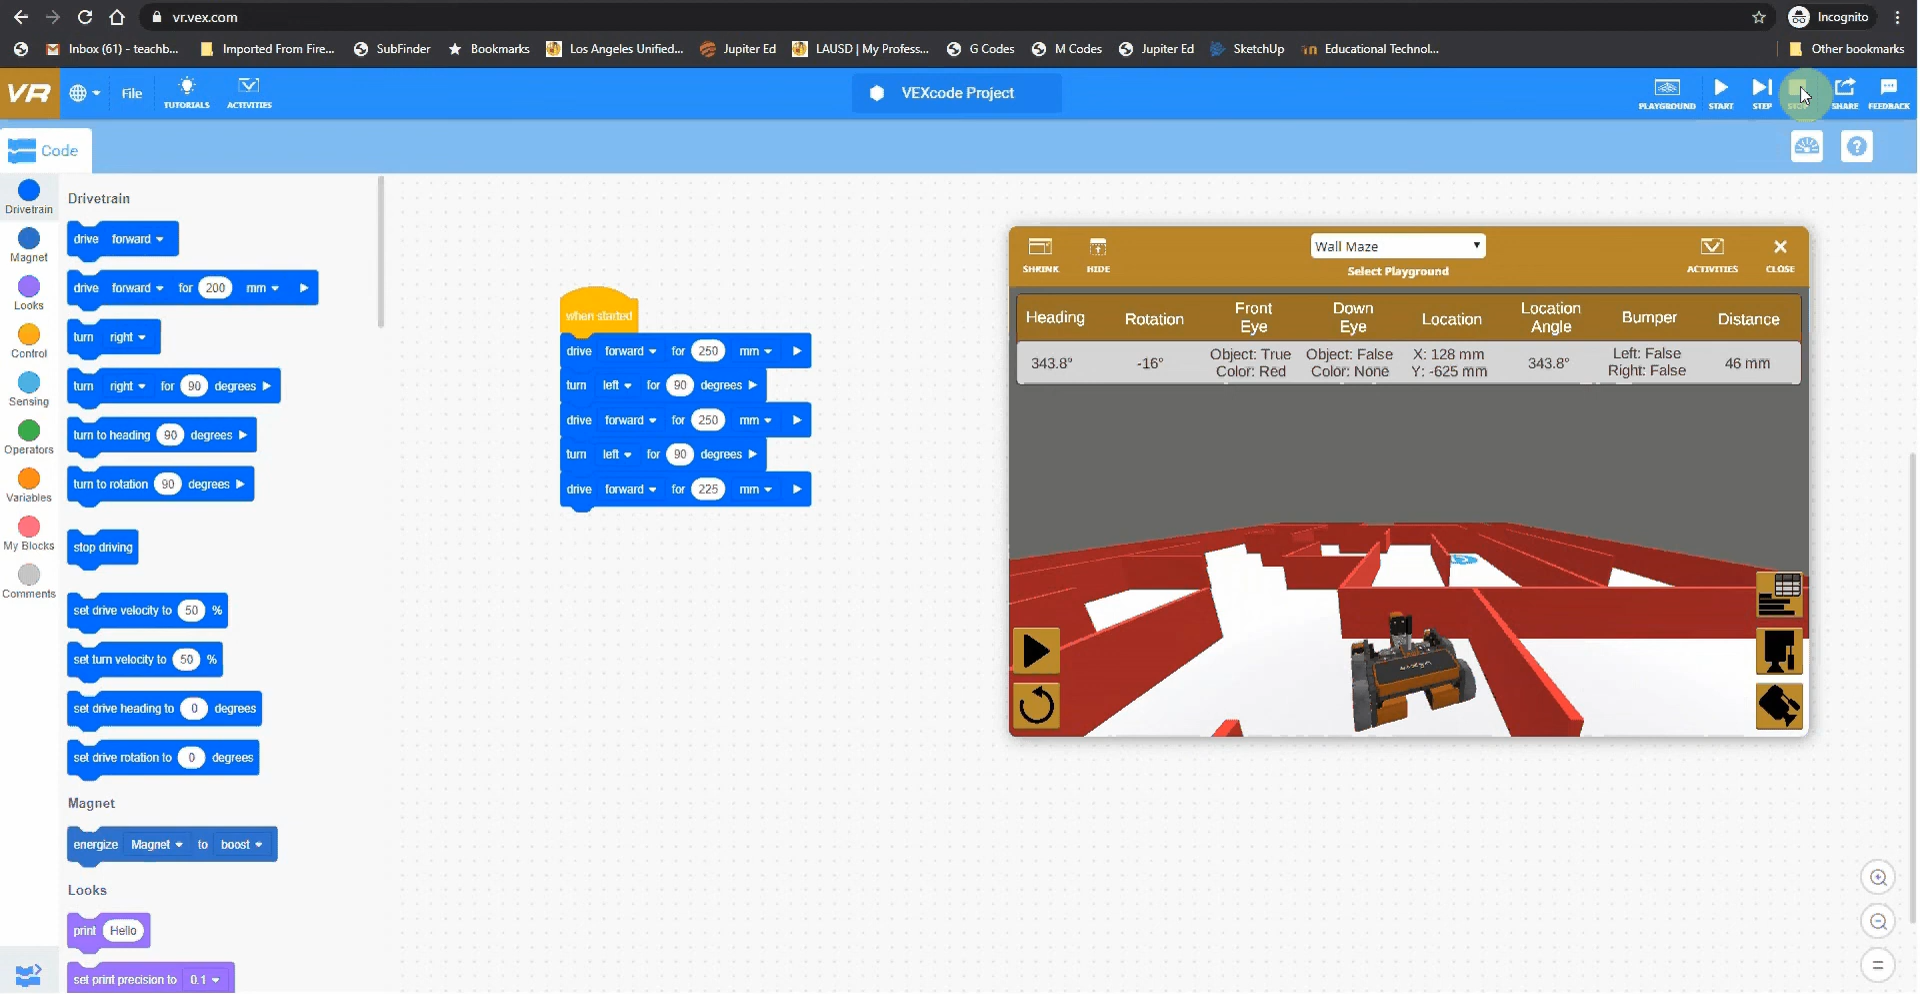 vr.vex.com
Incognito
Inbox (61) - teachb...
Imported From Fire...
SubFinder
Bookmarks
Los Angeles Unified...
Jupiter Ed
LAUSD | My Profess...
G Codes
M Codes
Jupiter Ed
SketchUp
Educational Technol...
Other bookmarks
VR
File
TUTORIALS
ACTIVITIES
VEXcode Project
PLAYGROUND
START
STEP
STOP
SHARE
FEEDBACK
Code
?
Drivetrain
Magnet
Looks
Control
Sensing
Operators
Variables
My Blocks
Comments
Drivetrain
drive forward
drive forward for 200 mm
turn right
turn right for 90 degrees
turn to heading 90 degrees
turn to rotation 90 degrees
stop driving
set drive velocity to 50 %
set turn velocity to 50 %
set drive heading to 0 degrees
set drive rotation to 0 degrees
Magnet
energize Magnet to boost
Looks
print Hello
set print precision to 0.1
when started
drive forward for 250 mm
turn left for 90 degrees
drive forward for 250 mm
turn left for 90 degrees
drive forward for 225 mm
SHRINK
HIDE
Wall Maze
Select Playground
ACTIVITIES
CLOSE
Heading Rotation Front Eye Down Eye Location Location Angle Bumper Distance
343.8° -16° Object: True Object: False X: 128 mm 343.8° Left: False 46 mm
Color: Red Color: None Y: -625 mm Right: False